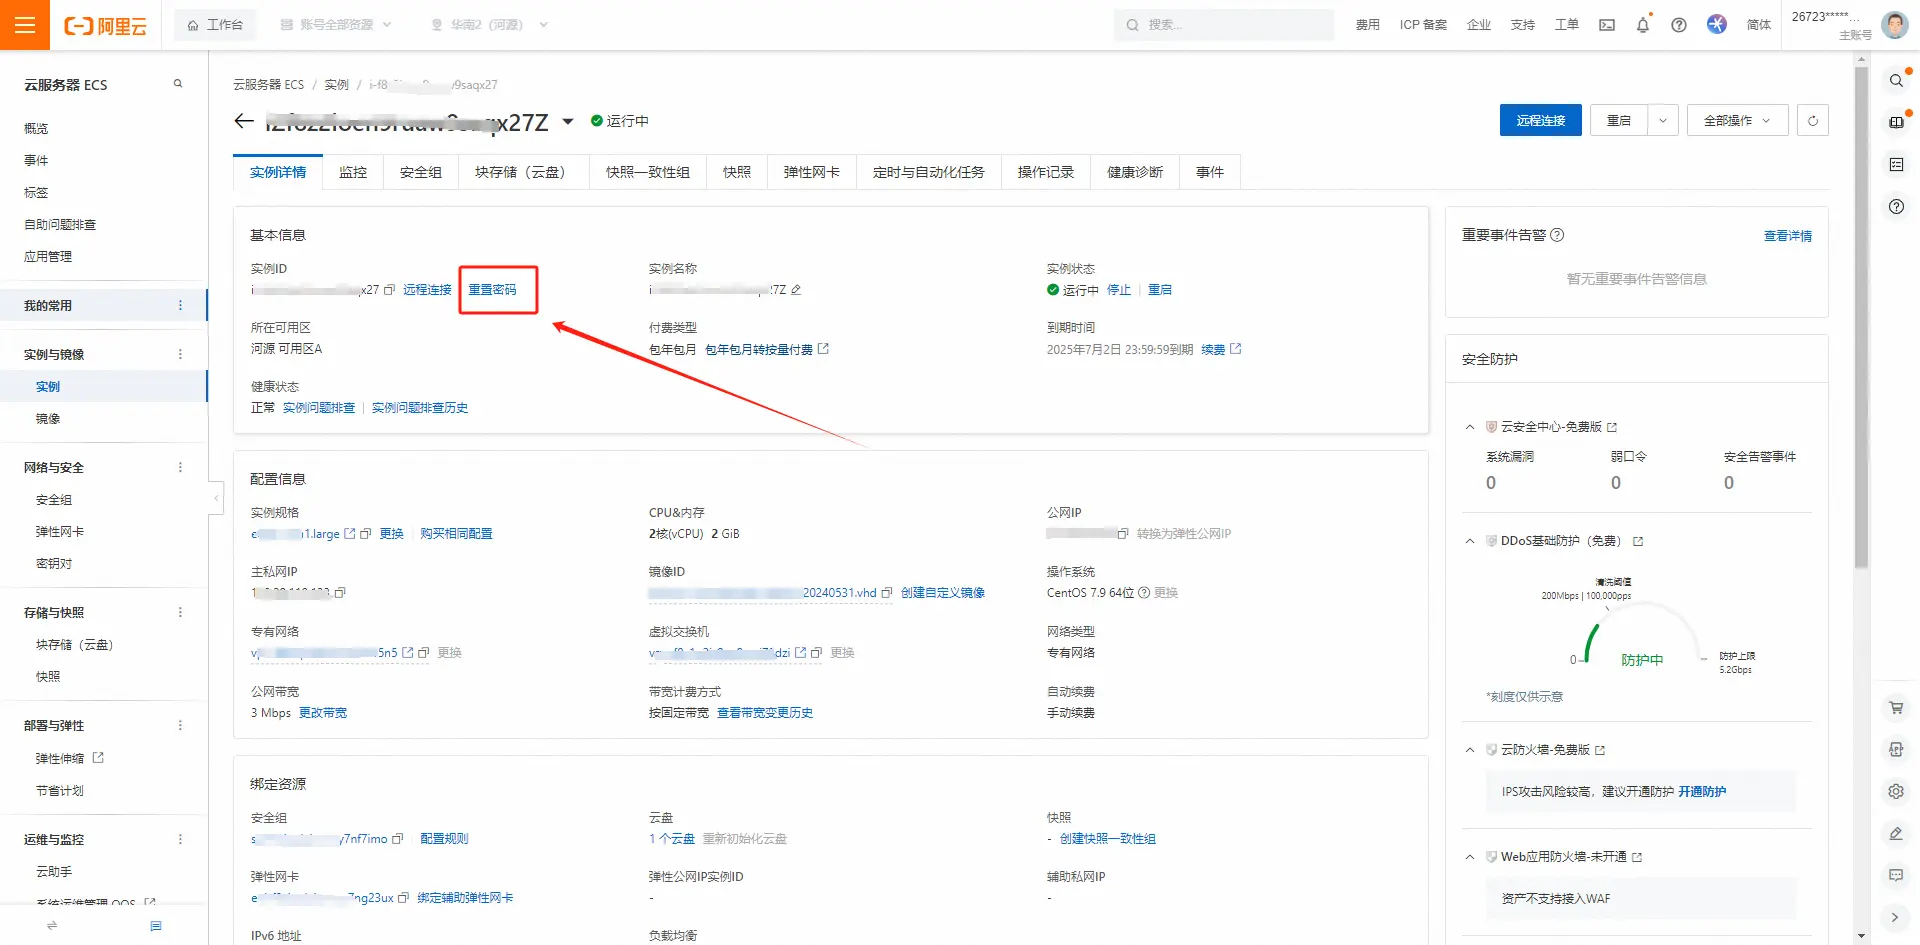 阿里云
工作台
账号全部资源
华南2（河源）
搜索...
费用
ICP 备案
企业
支持
工单
简体
26723*****...
主账号
云服务器 ECS
概览
事件
标签
自助问题排查
应用管理
我的常用
实例与镜像
实例
镜像
网络与安全
安全组
弹性网卡
密钥对
存储与快照
块存储（云盘）
快照
部署与弹性
弹性伸缩
节省计划
运维与监控
云助手
云服务器 ECS / 实例 /
x27Z
运行中
远程连接
重启
全部操作
实例详情
监控
安全组
块存储（云盘）
快照一致性组
快照
弹性网卡
定时与自动化任务
操作记录
健康诊断
事件
基本信息
实例ID
x27 远程连接 重置密码
实例名称
27Z
实例状态
运行中 停止 | 重启
所在可用区
河源 可用区A
付费类型
包年包月 包年包月转按量付费
到期时间
2025年7月2日 23:59:59到期 续费
健康状态
正常 实例问题排查 | 实例问题排查历史
配置信息
实例规格
1.large 更换 购买相同配置
CPU&内存
2核(vCPU) 2 GiB
公网IP
转换为弹性公网IP
主私网IP
镜像ID
20240531.vhd 创建自定义镜像
操作系统
CentOS 7.9 64位 更换
专有网络
5n5 更换
虚拟交换机
dzi 更换
网络类型
专有网络
公网带宽
3 Mbps 更改带宽
带宽计费方式
按固定带宽 查看带宽变更历史
自动续费
手动续费
绑定资源
安全组
y7nf7imo 配置规则
云盘
1 个云盘 重新初始化云盘
快照
- 创建快照一致性组
弹性网卡
ng23ux 绑定辅助弹性网卡
弹性公网IP实例ID
-
辅助私网IP
-
IPv6 地址
负载均衡
重要事件告警
查看详情
暂无重要事件告警信息
安全防护
云安全中心-免费版
系统漏洞
弱口令
安全告警事件
0
0
0
DDoS基础防护（免费）
清洗阈值
200Mbps | 100,000pps
0
防护中
防护上限
5.2Gbps
*刻度仅供示意
云防火墙-免费版
IPS攻击风险较高，建议开通防护 开通防护
Web应用防火墙-未开通
资产不支持接入WAF